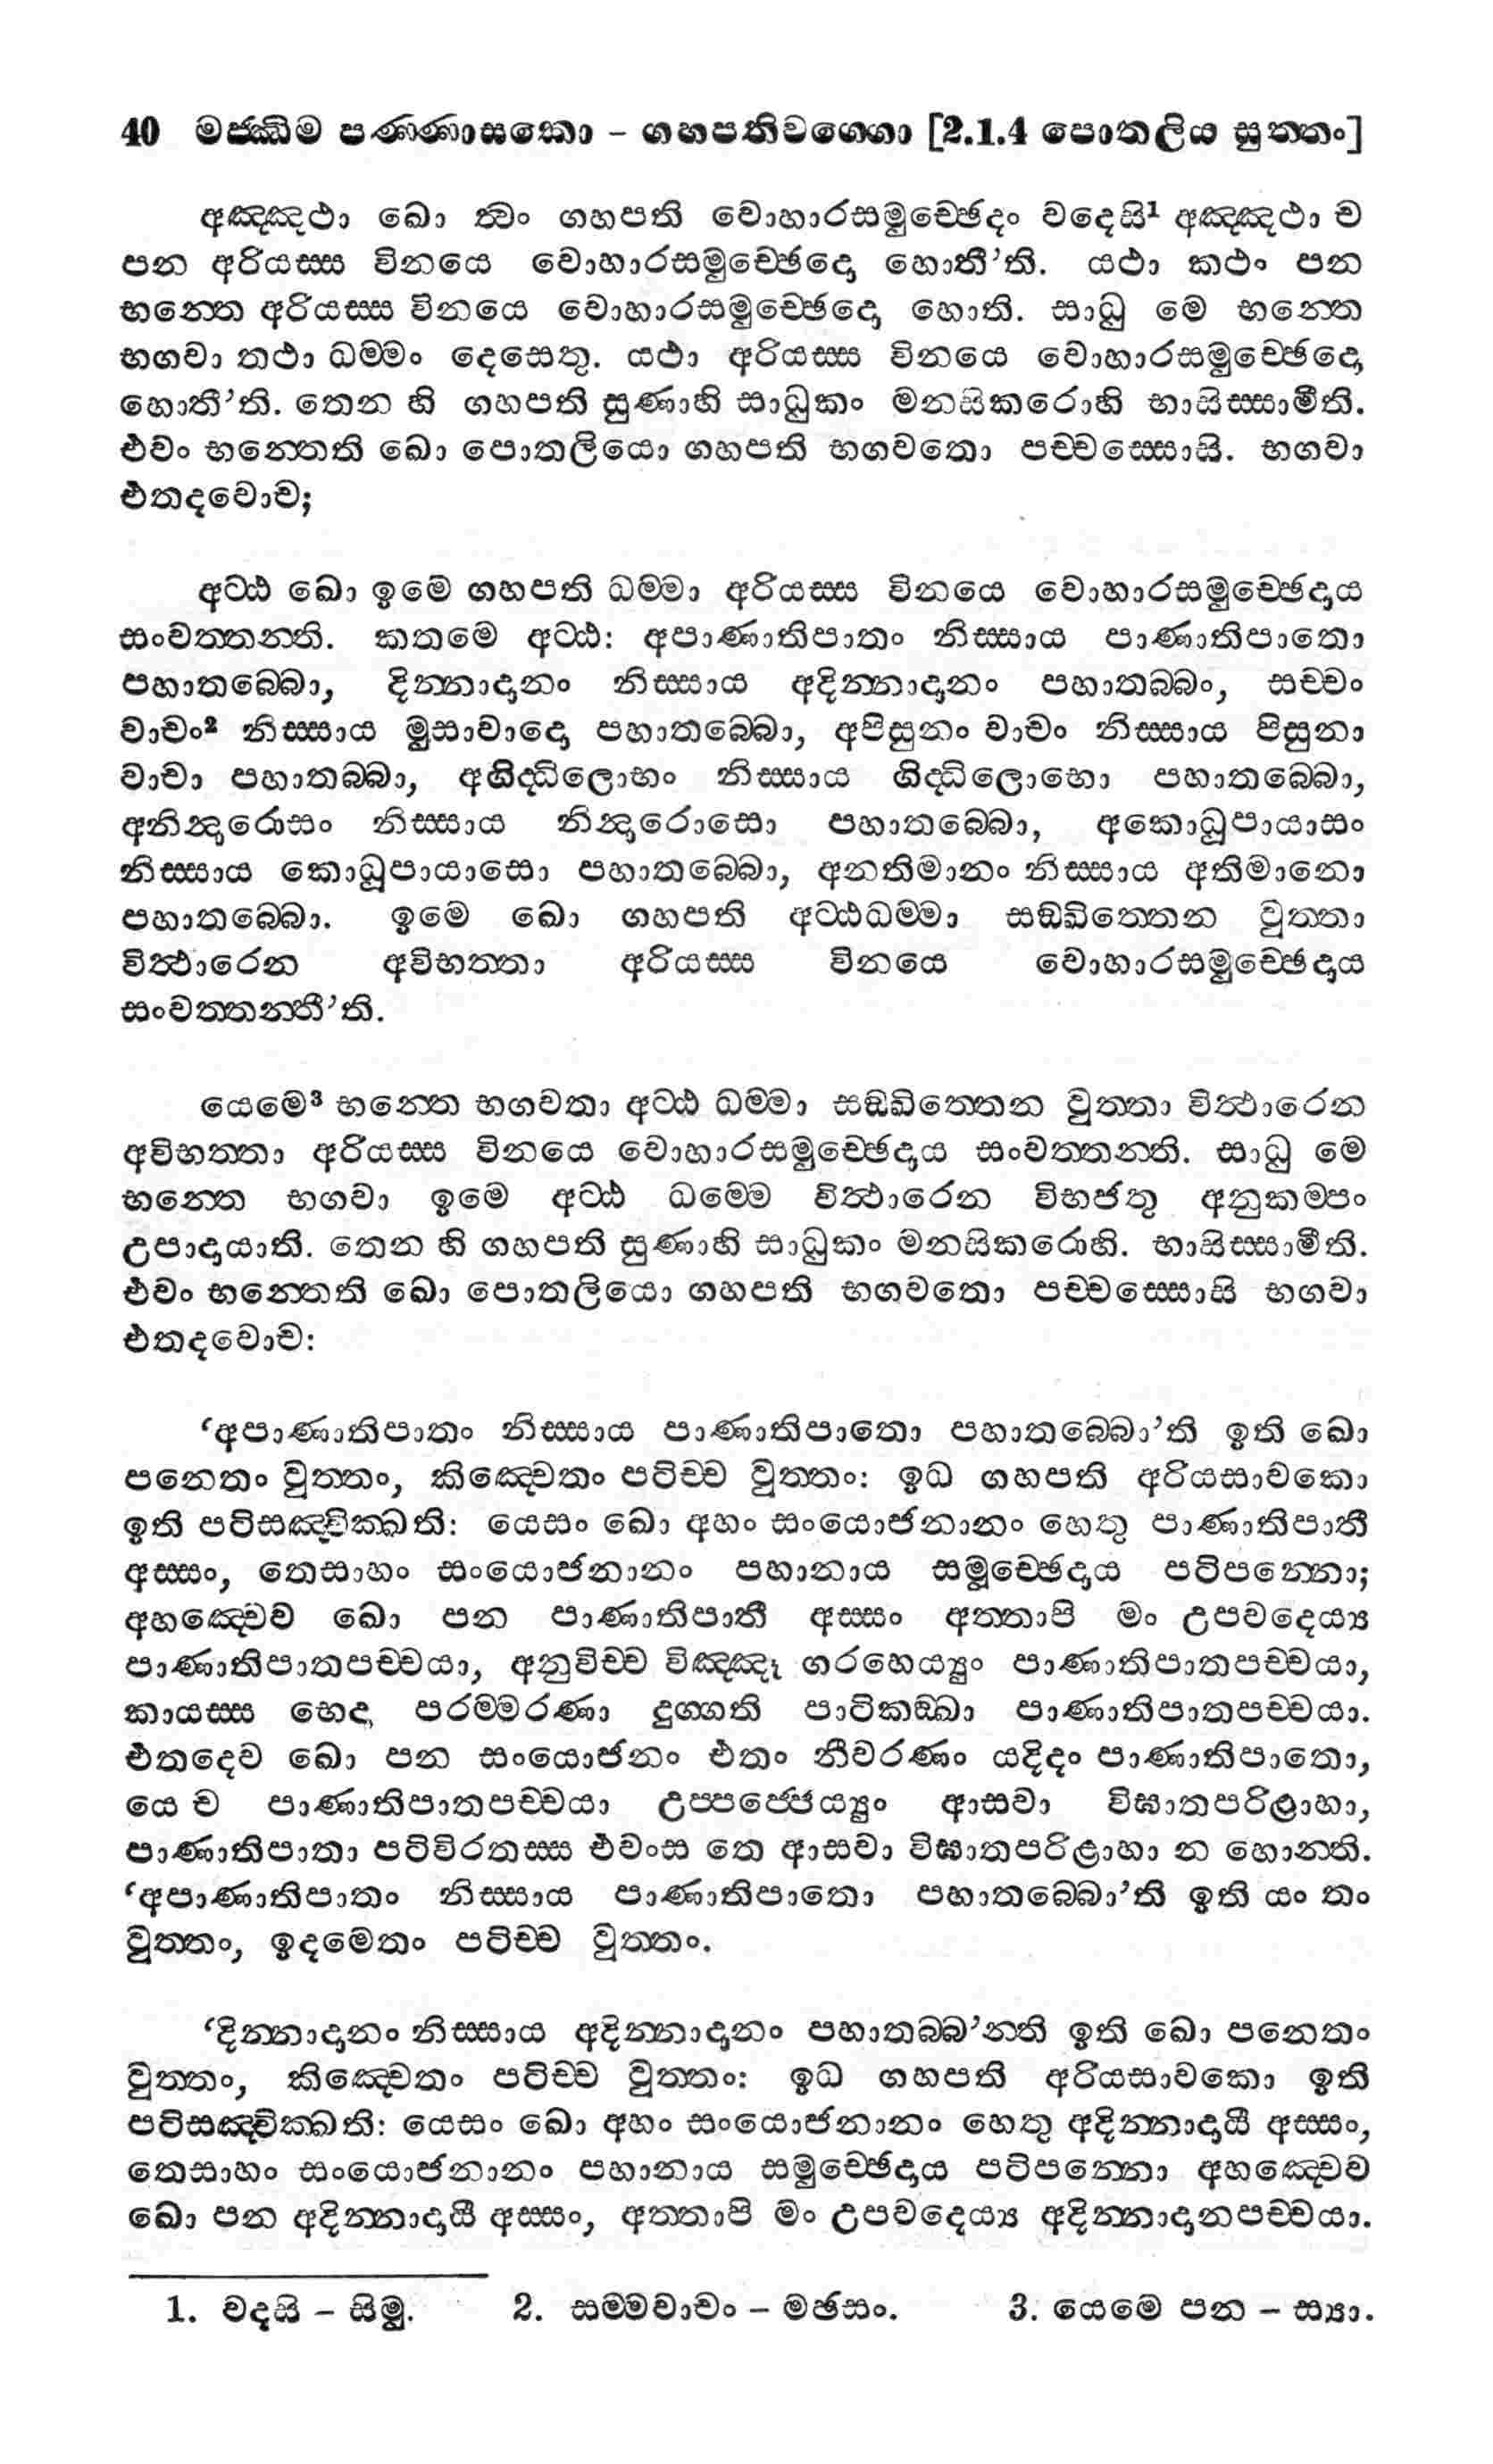 40 මජ්ඣිම පණ්ණාසකො - ගහපතිවග්ගො [2.1.4 පොතලිය සුත්තං]
අඤ්ඤථා ඛො ත්වං ගහපති වොහාරසමුච්ඡෙදං වදෙසි¹ අඤ්ඤථා ච
පන අරියස්ස විනයෙ වොහාරසමුච්ඡෙදො හොතී'ති. යථා කථං පන
භන්තෙ අරියස්ස විනයෙ වොහාරසමුච්ඡෙදො හොති. සාධු මෙ භන්තෙ
භගවා තථා ධම්මං දෙසෙතු. යථා අරියස්ස විනයෙ වොහාරසමුච්ඡෙදො
හොතී'ති. තෙන හි ගහපති සුණාහි සාධුකං මනසිකරොහි භාසිස්සාමීති.
එවං භන්තෙති ඛො පොතලියො ගහපති භගවතො පච්චස්සොසි. භගවා
එතදවොච;
අට්ඨ ඛො ඉමේ ගහපති ධම්මා අරියස්ස විනයෙ වොහාරසමුච්ඡෙදාය
සංවත්තන්ති. කතමෙ අට්ඨ: අපාණාතිපාතං නිස්සාය පාණාතිපාතො
පහාතබ්බො, දින්නාදානං නිස්සාය අදින්නාදානං පහාතබ්බං, සච්චං
වාචං² නිස්සාය මුසාවාදො පහාතබ්බො, අපිසුනං වාචං නිස්සාය පිසුනා
වාචා පහාතබ්බා, අගිද්ධිලොභං නිස්සාය ගිද්ධිලොභො පහාතබ්බො,
අනින්දාරොසං නිස්සාය නින්දාරොසො පහාතබ්බො, අකොධූපායාසං
නිස්සාය කොධූපායාසො පහාතබ්බො, අනතිමානං නිස්සාය අතිමානො
පහාතබ්බො. ඉමෙ ඛො ගහපති අට්ඨධම්මා සඞ්ඛිත්තෙන වුත්තා
විත්ථාරෙන අවිභත්තා අරියස්ස විනයෙ වොහාරසමුච්ඡෙදාය
සංවත්තන්තී'ති.
යෙමෙ³ භන්තෙ භගවතා අට්ඨ ධම්මා සඞ්ඛිත්තෙන වුත්තා විත්ථාරෙන
අවිභත්තා අරියස්ස විනයෙ වොහාරසමුච්ඡෙදාය සංවත්තන්ති. සාධු මෙ
භන්තෙ භගවා ඉමෙ අට්ඨ ධම්මෙ විත්ථාරෙන විභජතු අනුකම්පං
උපාදායාති. තෙන හි ගහපති සුණාහි සාධුකං මනසිකරොහි. භාසිස්සාමීති.
එවං භන්තෙති ඛො පොතලියො ගහපති භගවතො පච්චස්සොසි භගවා
එතදවොච:
'අපාණාතිපාතං නිස්සාය පාණාතිපාතො පහාතබ්බො'ති ඉති ඛො
පනෙතං වුත්තං, කිඤ්චෙතං පටිච්ච වුත්තං: ඉධ ගහපති අරියසාවකො
ඉති පටිසඤ්චික්ඛති: යෙසං ඛො අහං සංයොජනානං හෙතු පාණාතිපාතී
අස්සං, තෙසාහං සංයොජනානං පහානාය සමුච්ඡෙදාය පටිපන්නො;
අහඤ්චෙව ඛො පන පාණාතිපාතී අස්සං අත්තාපි මං උපවදෙය්‍ය
පාණාතිපාතපච්චයා, අනුවිච්ච විඤ්ඤූ ගරහෙය්‍යුං පාණාතිපාතපච්චයා,
කායස්ස භෙදා පරම්මරණා දුග්ගති පාටිකඞ්ඛා පාණාතිපාතපච්චයා.
එතදෙව ඛො පන සංයොජනං එතං නීවරණං යදිදං පාණාතිපාතො,
යෙ ච පාණාතිපාතපච්චයා උප්පජ්ජෙය්‍යුං ආසවා විඝාතපරිළාහා,
පාණාතිපාතා පටිවිරතස්ස එවංස තෙ ආසවා විඝාතපරිළාහා න හොන්ති.
'අපාණාතිපාතං නිස්සාය පාණාතිපාතො පහාතබ්බො'ති ඉති යං තං
වුත්තං, ඉදමෙතං පටිච්ච වුත්තං.
'දින්නාදානං නිස්සාය අදින්නාදානං පහාතබ්බ'න්ති ඉති ඛො පනෙතං
වුත්තං, කිඤ්චෙතං පටිච්ච වුත්තං: ඉධ ගහපති අරියසාවකො ඉති
පටිසඤ්චික්ඛති: යෙසං ඛො අහං සංයොජනානං හෙතු අදින්නාදායී අස්සං,
තෙසාහං සංයොජනානං පහානාය සමුච්ඡෙදාය පටිපන්නො අහඤ්චෙව
ඛො පන අදින්නාදායී අස්සං, අත්තාපි මං උපවදෙය්‍ය අදින්නාදානපච්චයා.
1. වදසි - සිමු. 2. සම්මවාචං - මඡසං. 3. යෙමෙ පන - ස්‍යා.